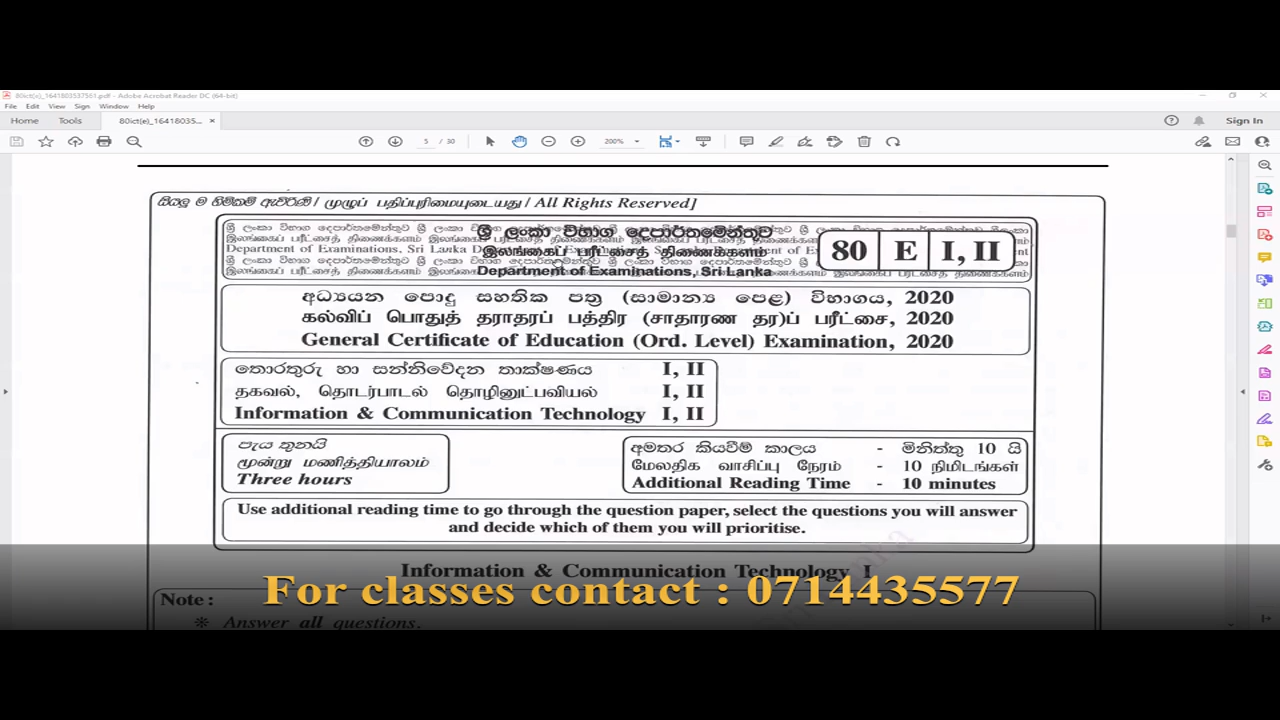 80ict(e)_1641803537561.pdf - Adobe Acrobat Reader DC (64-bit)
File Edit View Sign Window Help
Home Tools 80ict(e)_16418035... × Sign In
5 / 30 200%
සියලු ම හිමිකම් ඇවිරිණි / முழுப் பதிப்புரிமையுடையது / All Rights Reserved]
ශ්‍රී ලංකා විභාග දෙපාර්තමේන්තුව
இலங்கைப் பரீட்சைத் திணைக்களம்
Department of Examinations, Sri Lanka
80 E I, II
අධ්‍යයන පොදු සහතික පත්‍ර (සාමාන්‍ය පෙළ) විභාගය, 2020
கல்விப் பொதுத் தராதரப் பத்திர (சாதாரண தர)ப் பரீட்சை, 2020
General Certificate of Education (Ord. Level) Examination, 2020
තොරතුරු හා සන්නිවේදන තාක්ෂණය I, II
தகவல், தொடர்பாடல் தொழினுட்பவியல் I, II
Information & Communication Technology I, II
පැය තුනයි
மூன்று மணித்தியாலம்
Three hours
අමතර කියවීම් කාලය - මිනිත්තු 10 යි
மேலதிக வாசிப்பு நேரம் - 10 நிமிடங்கள்
Additional Reading Time - 10 minutes
Use additional reading time to go through the question paper, select the questions you will answer
and decide which of them you will prioritise.
Information & Communication Technology I
For classes contact : 0714435577
Note :
※ Answer all questions.